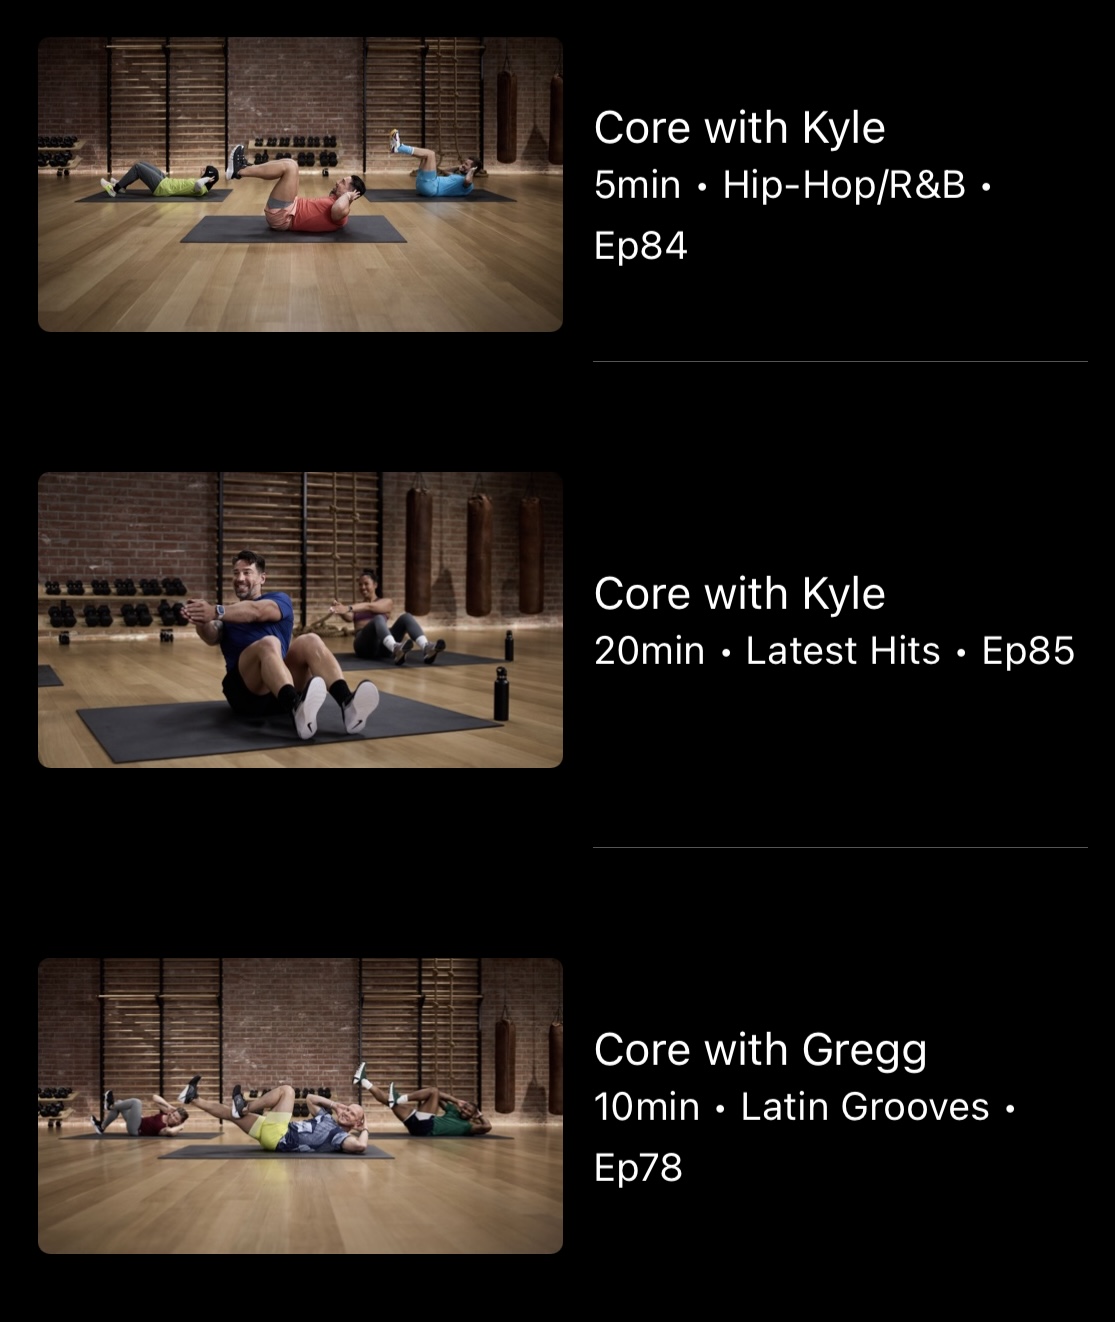 Core with Kyle
5min • Hip-Hop/R&B •
Ep84
Core with Kyle
20min • Latest Hits • Ep85
Core with Gregg
10min • Latin Grooves •
Ep78